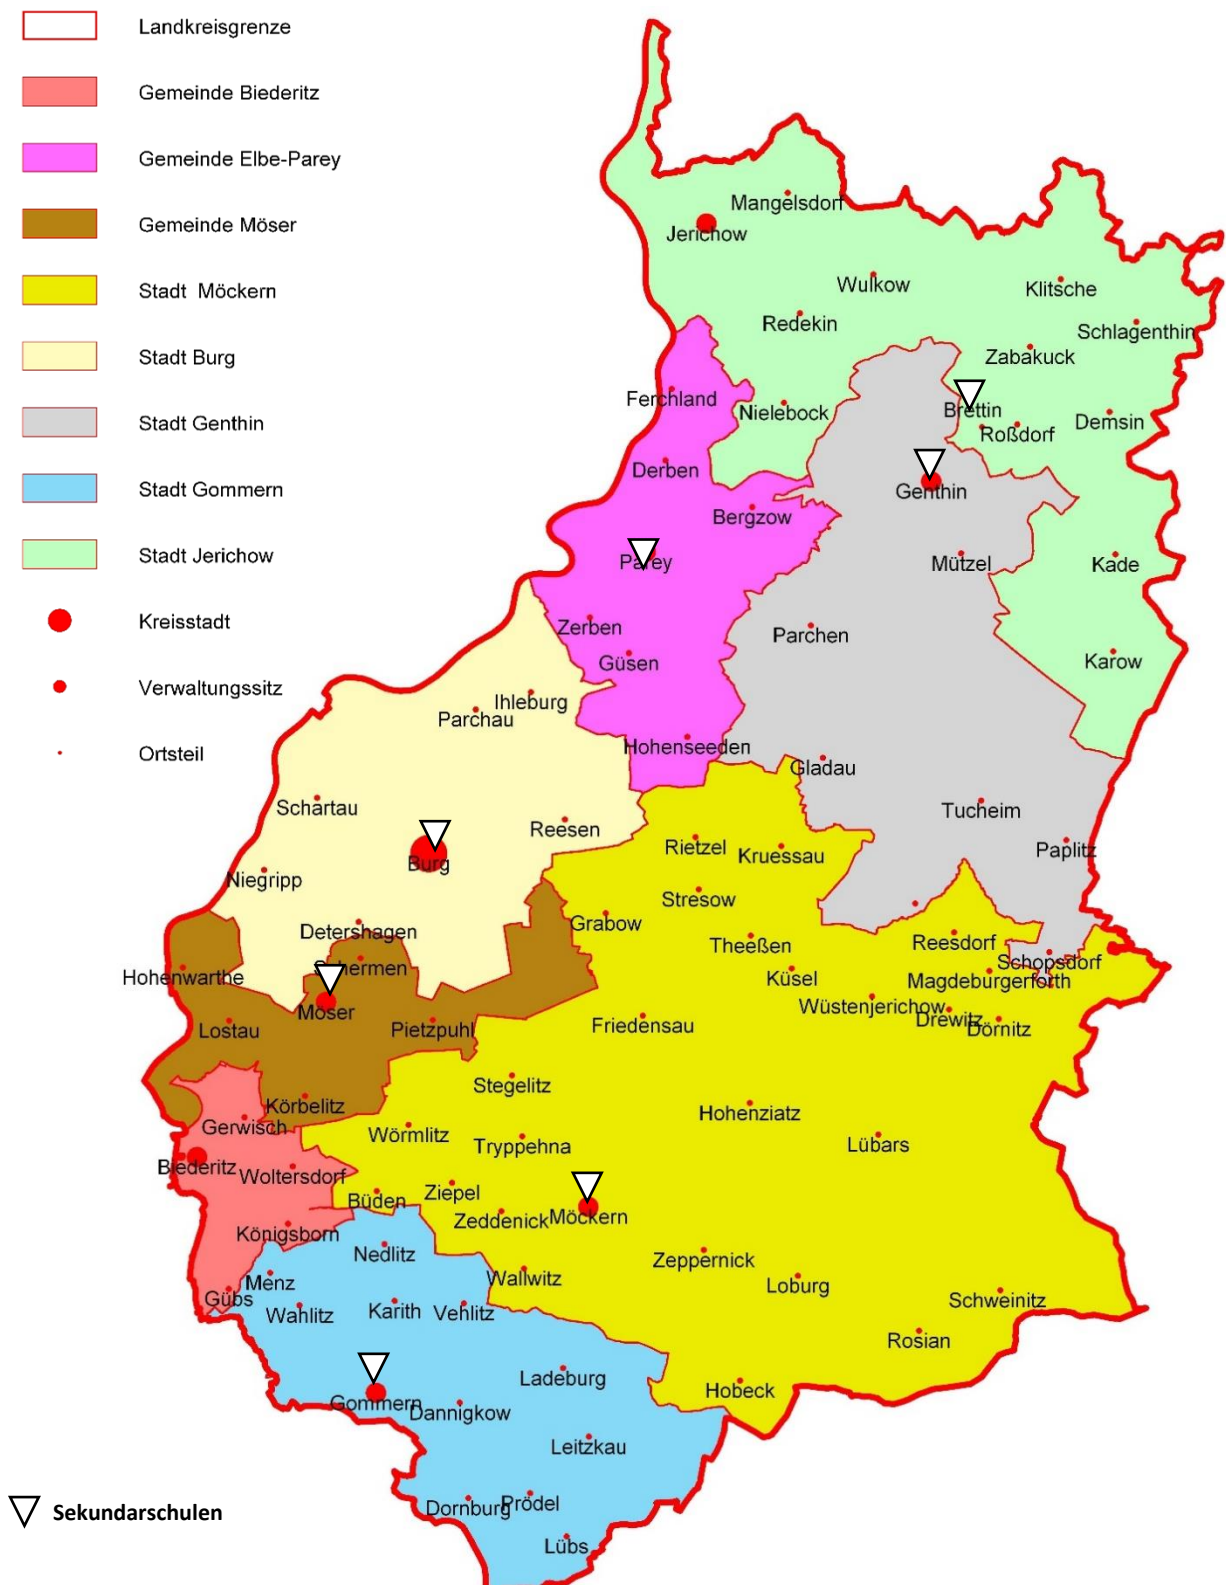 Landkreisgrenze
Gemeinde Biederitz
Gemeinde Elbe-Parey
Gemeinde Möser
Stadt Möckern
Stadt Burg
Stadt Genthin
Stadt Gommern
Stadt Jerichow
Kreisstadt
Verwaltungssitz
Ortsteil
Mangelsdorf
Jerichow
Wulkow
Klitsche
Redekin
Schlagenthin
Zabakuck
Ferchland
Nielebock
Brettin
Demsin
Roßdorf
Derben
Genthin
Bergzow
Parey
Mützel
Kade
Zerben
Parchen
Güsen
Karow
Ihleburg
Parchau
Hohenseeden
Gladau
Schartau
Tucheim
Reesen
Rietzel
Kruessau
Paplitz
Burg
Niegripp
Stresow
Grabow
Detershagen
Theeßen
Reesdorf
Schopsdorf
Schermen
Hohenwarthe
Küsel
Magdeburgerforth
Möser
Wüstenjerichow
Drewitz
Dörnitz
Lostau
Pietzpuhl
Friedensau
Stegelitz
Körbelitz
Hohenziatz
Gerwisch
Wörmlitz
Tryppehna
Lübars
Biederitz
Woltersdorf
Büden
Ziepel
Zeddenick
Möckern
Königsborn
Nedlitz
Zeppernick
Wallwitz
Menz
Loburg
Gübs
Wahlitz
Karith
Vehlitz
Schweinitz
Rosian
Ladeburg
Hobeck
Gommern
Dannigkow
Leitzkau
Dornburg
Prödel
Lübs
Sekundarschulen